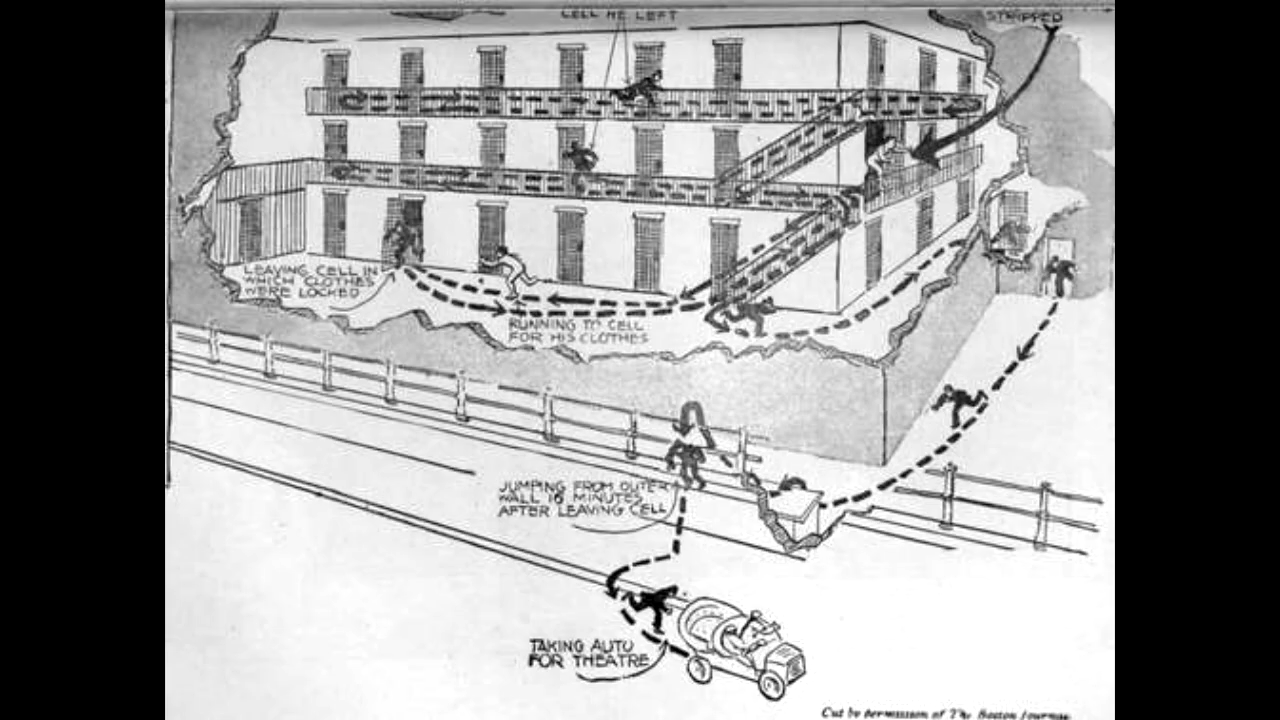 CELL HE LEFT
STRIPPED
LEAVING CELL IN
WHICH CLOTHES
WERE LOCKED
RUNNING TO CELL
FOR HIS CLOTHES
JUMPING FROM OUTER
WALL 16 MINUTES
AFTER LEAVING CELL
TAKING AUTO
FOR THEATRE
Cut by permission of The Boston Journal